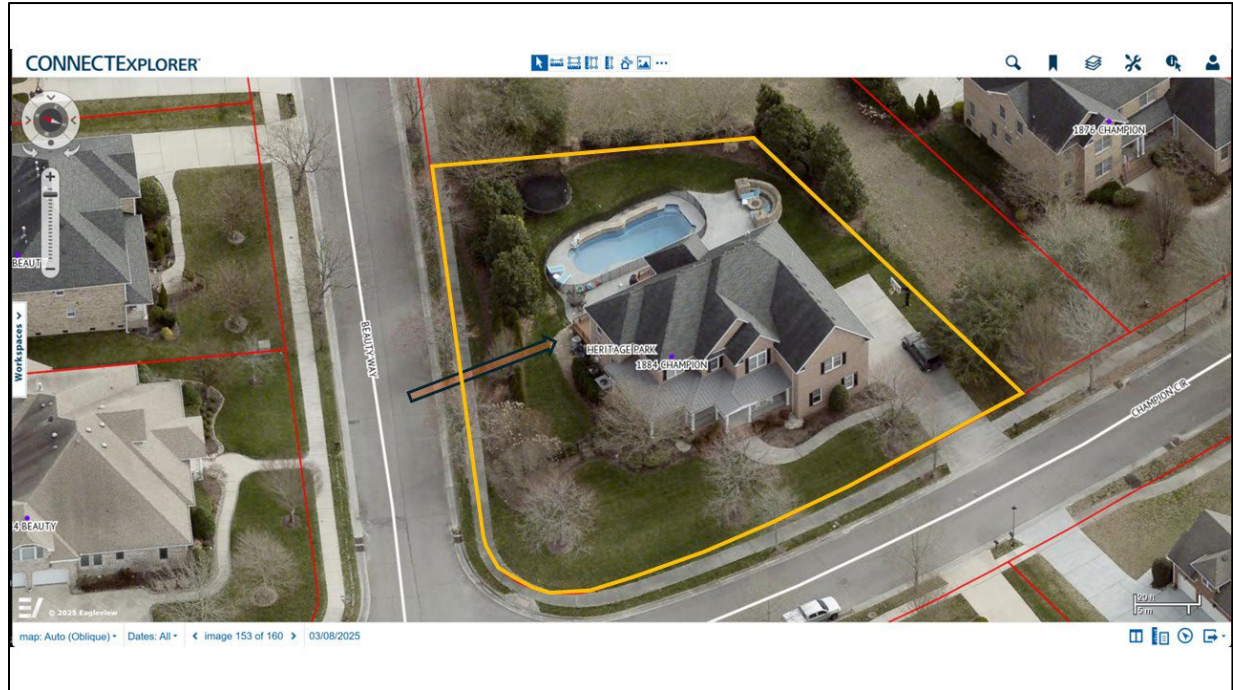 CONNECTEXPLORER
1876 CHAMPION
BEAUTY
Workspaces
BEAUTY WAY
HERITAGE PARK
1884 CHAMPION
CHAMPION CIR
4 BEAUTY
20 ft
5 m
© 2025 Eagleview
map: Auto (Oblique) Dates: All image 153 of 160 03/08/2025